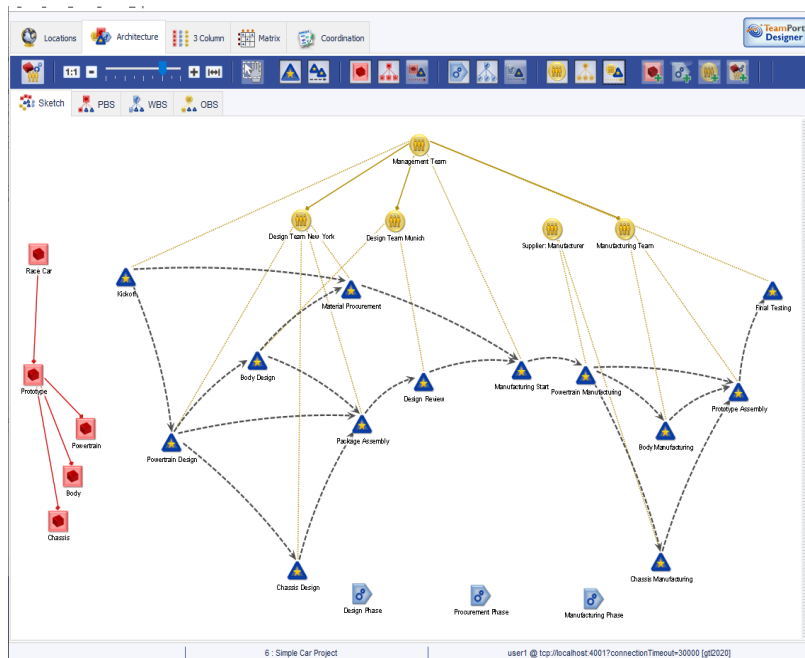 Locations
Architecture
3 Column
Matrix
Coordination
TeamPort
Designer
1:1
Sketch
PBS
WBS
OBS
Management Team
Design Team New York
Design Team Munich
Supplier: Manufacturer
Manufacturing Team
Race Car
Kickoff
Material Procurement
Final Testing
Body Design
Manufacturing Start
Prototype
Design Review
Powertrain Manufacturing
Prototype Assembly
Powertrain
Powertrain Design
Package Assembly
Body Manufacturing
Body
Chassis
Chassis Design
Chassis Manufacturing
Design Phase
Procurement Phase
Manufacturing Phase
6 : Simple Car Project
user1 @ tcp://localhost:4001?connectionTimeout=30000 [gtl2020]